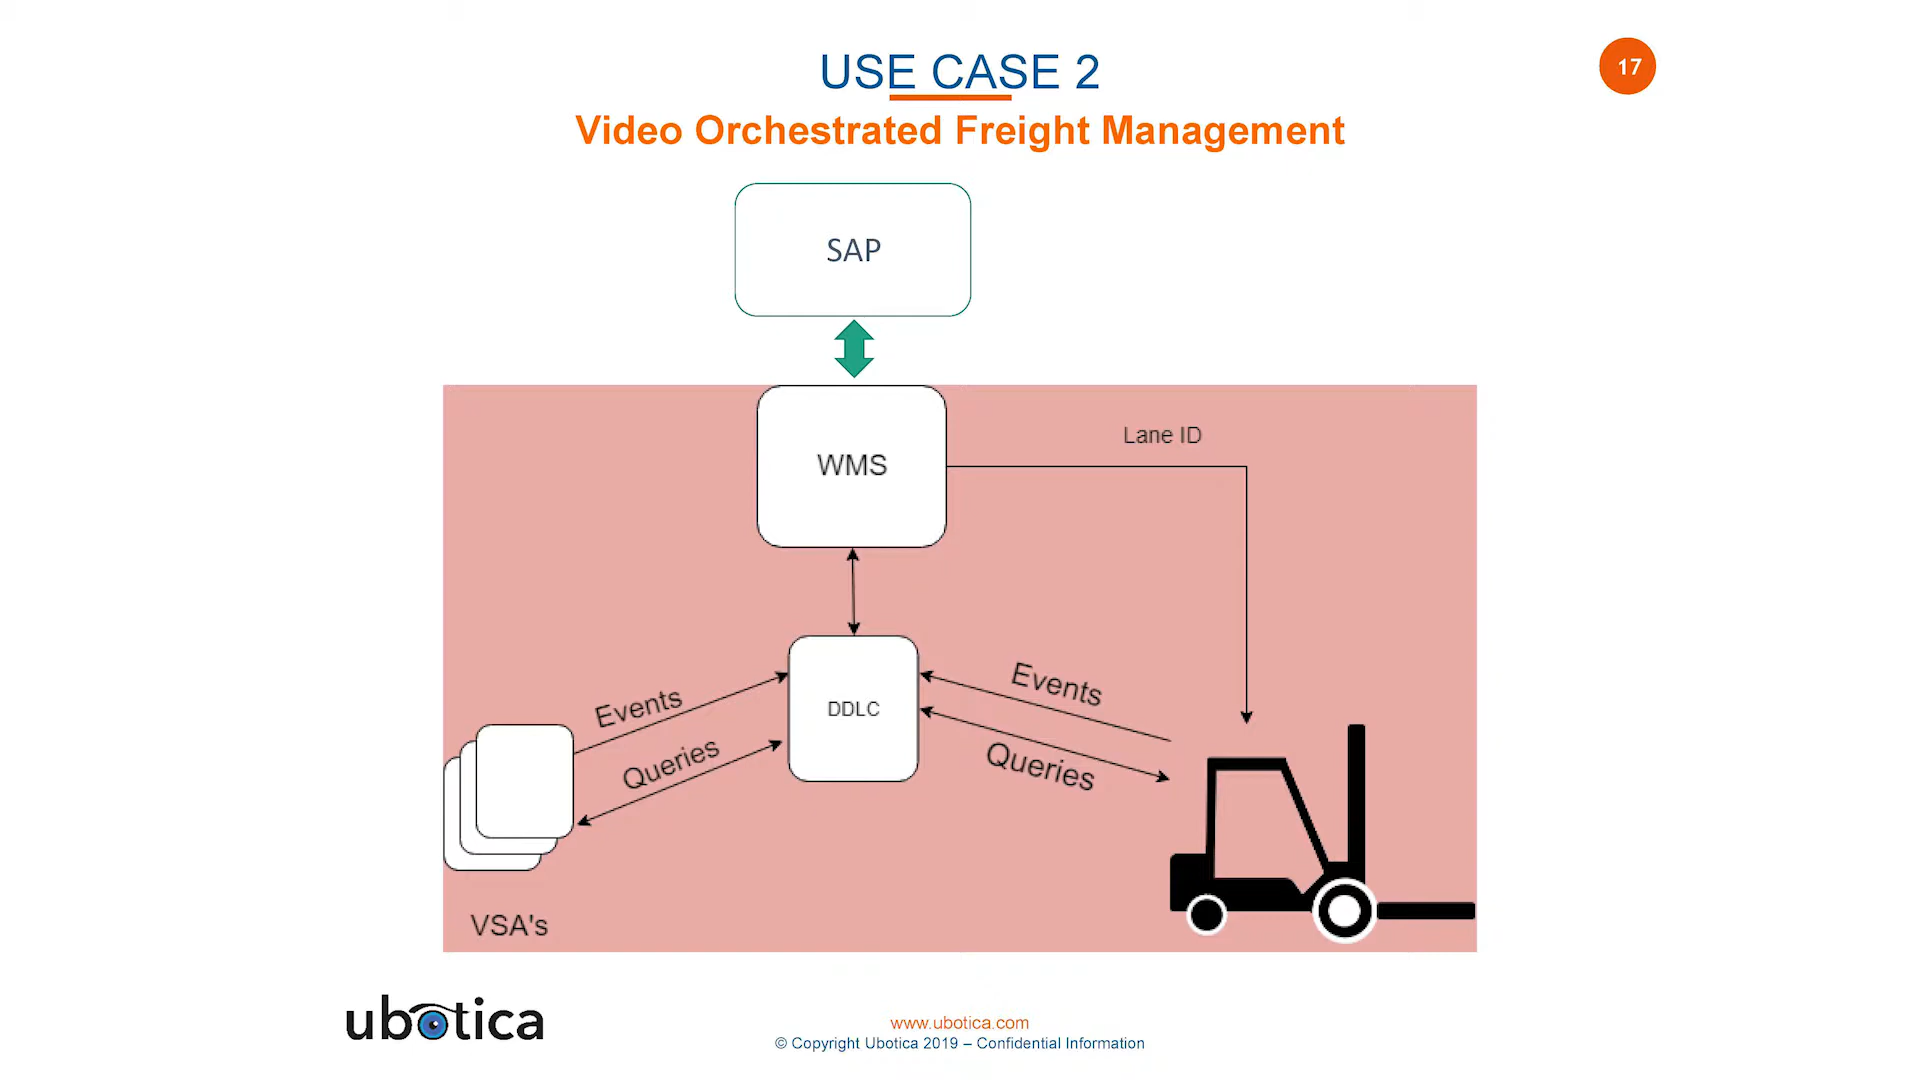 USE CASE 2
17
Video Orchestrated Freight Management
SAP
WMS
Lane ID
DDLC
Events
Queries
Events
Queries
VSA's
ubotica
www.ubotica.com
© Copyright Ubotica 2019 – Confidential Information